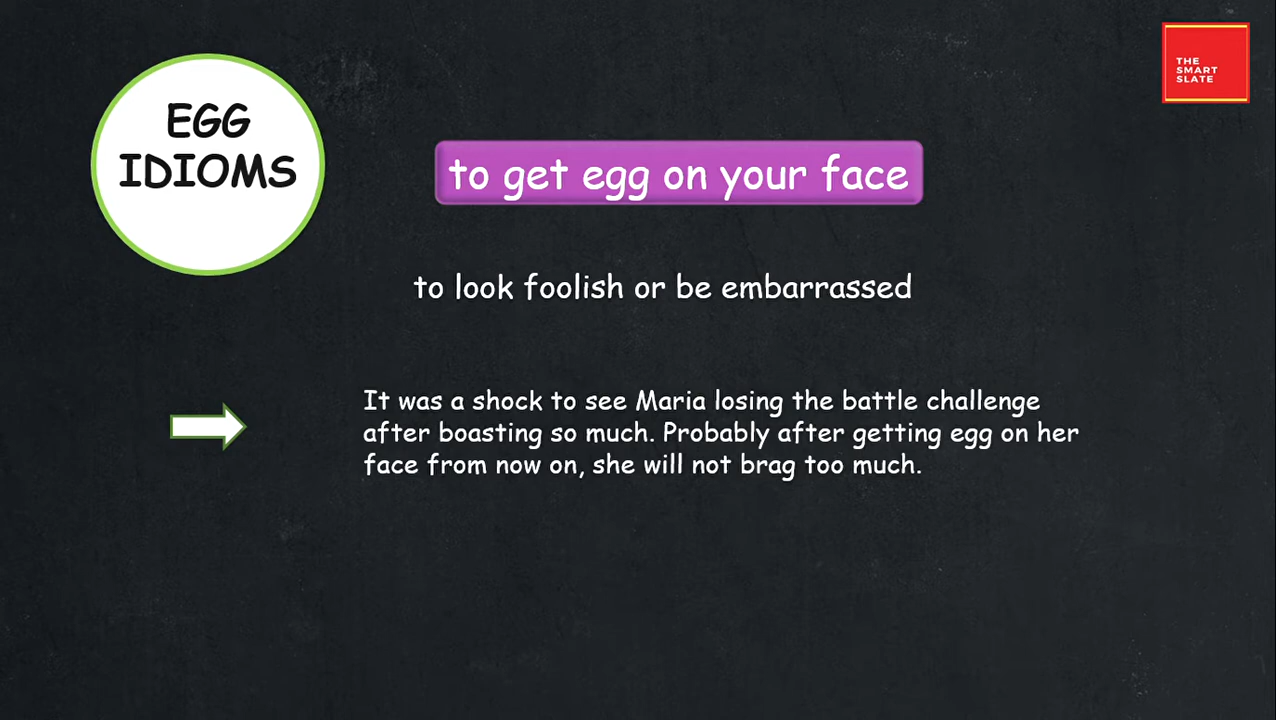 THE
SMART
SLATE
EGG
IDIOMS
to get egg on your face
to look foolish or be embarrassed
It was a shock to see Maria losing the battle challenge
after boasting so much. Probably after getting egg on her
face from now on, she will not brag too much.